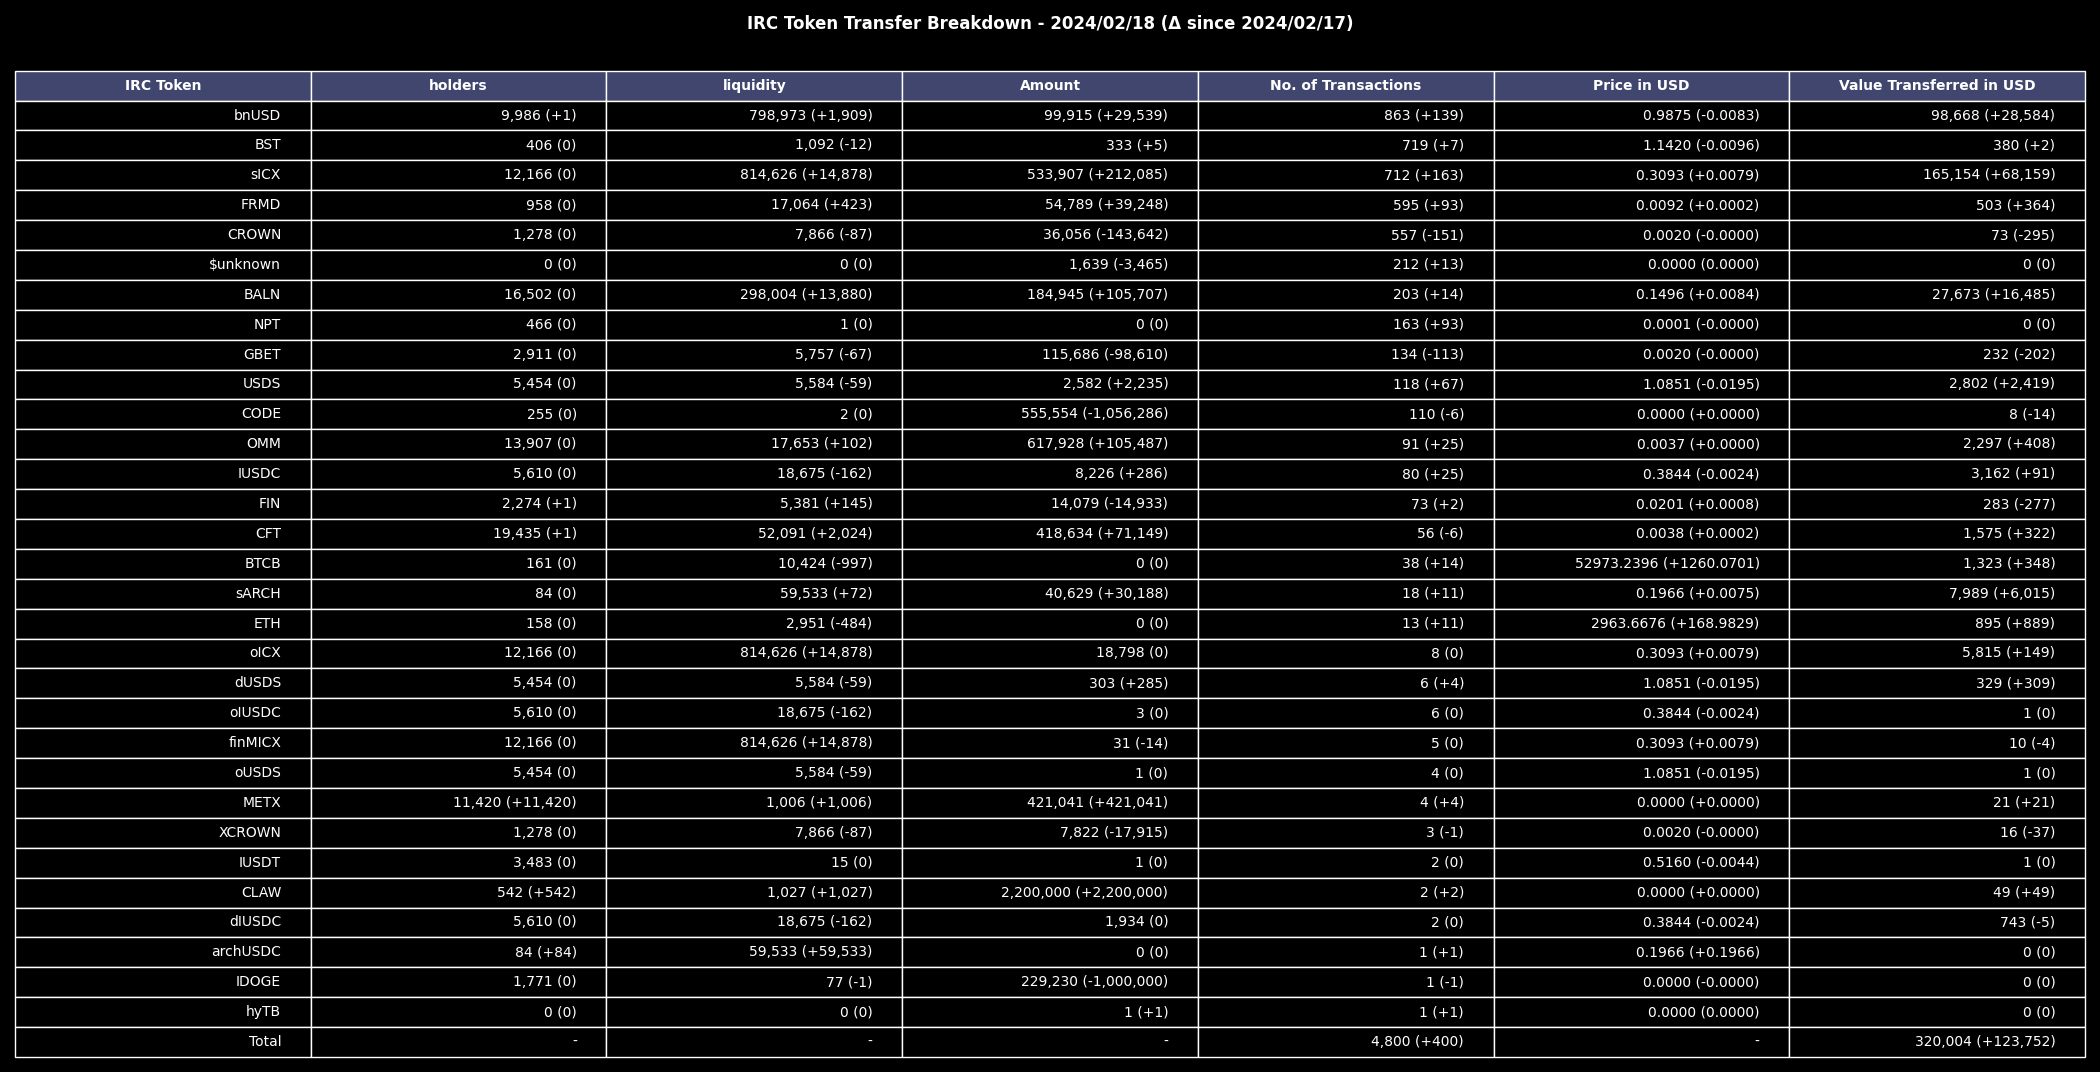 IRC Token Transfer Breakdown - 2024/02/18 (Δ since 2024/02/17)
IRC Token holders liquidity Amount No. of Transactions Price in USD Value Transferred in USD
bnUSD 9,986 (+1) 798,973 (+1,909) 99,915 (+29,539) 863 (+139) 0.9875 (-0.0083) 98,668 (+28,584)
BST 406 (0) 1,092 (-12) 333 (+5) 719 (+7) 1.1420 (-0.0096) 380 (+2)
sICX 12,166 (0) 814,626 (+14,878) 533,907 (+212,085) 712 (+163) 0.3093 (+0.0079) 165,154 (+68,159)
FRMD 958 (0) 17,064 (+423) 54,789 (+39,248) 595 (+93) 0.0092 (+0.0002) 503 (+364)
CROWN 1,278 (0) 7,866 (-87) 36,056 (-143,642) 557 (-151) 0.0020 (-0.0000) 73 (-295)
$unknown 0 (0) 0 (0) 1,639 (-3,465) 212 (+13) 0.0000 (0.0000) 0 (0)
BALN 16,502 (0) 298,004 (+13,880) 184,945 (+105,707) 203 (+14) 0.1496 (+0.0084) 27,673 (+16,485)
NPT 466 (0) 1 (0) 0 (0) 163 (+93) 0.0001 (-0.0000) 0 (0)
GBET 2,911 (0) 5,757 (-67) 115,686 (-98,610) 134 (-113) 0.0020 (-0.0000) 232 (-202)
USDS 5,454 (0) 5,584 (-59) 2,582 (+2,235) 118 (+67) 1.0851 (-0.0195) 2,802 (+2,419)
CODE 255 (0) 2 (0) 555,554 (-1,056,286) 110 (-6) 0.0000 (+0.0000) 8 (-14)
OMM 13,907 (0) 17,653 (+102) 617,928 (+105,487) 91 (+25) 0.0037 (+0.0000) 2,297 (+408)
IUSDC 5,610 (0) 18,675 (-162) 8,226 (+286) 80 (+25) 0.3844 (-0.0024) 3,162 (+91)
FIN 2,274 (+1) 5,381 (+145) 14,079 (-14,933) 73 (+2) 0.0201 (+0.0008) 283 (-277)
CFT 19,435 (+1) 52,091 (+2,024) 418,634 (+71,149) 56 (-6) 0.0038 (+0.0002) 1,575 (+322)
BTCB 161 (0) 10,424 (-997) 0 (0) 38 (+14) 52973.2396 (+1260.0701) 1,323 (+348)
sARCH 84 (0) 59,533 (+72) 40,629 (+30,188) 18 (+11) 0.1966 (+0.0075) 7,989 (+6,015)
ETH 158 (0) 2,951 (-484) 0 (0) 13 (+11) 2963.6676 (+168.9829) 895 (+889)
oICX 12,166 (0) 814,626 (+14,878) 18,798 (0) 8 (0) 0.3093 (+0.0079) 5,815 (+149)
dUSDS 5,454 (0) 5,584 (-59) 303 (+285) 6 (+4) 1.0851 (-0.0195) 329 (+309)
oIUSDC 5,610 (0) 18,675 (-162) 3 (0) 6 (0) 0.3844 (-0.0024) 1 (0)
finMICX 12,166 (0) 814,626 (+14,878) 31 (-14) 5 (0) 0.3093 (+0.0079) 10 (-4)
oUSDS 5,454 (0) 5,584 (-59) 1 (0) 4 (0) 1.0851 (-0.0195) 1 (0)
METX 11,420 (+11,420) 1,006 (+1,006) 421,041 (+421,041) 4 (+4) 0.0000 (+0.0000) 21 (+21)
XCROWN 1,278 (0) 7,866 (-87) 7,822 (-17,915) 3 (-1) 0.0020 (-0.0000) 16 (-37)
IUSDT 3,483 (0) 15 (0) 1 (0) 2 (0) 0.5160 (-0.0044) 1 (0)
CLAW 542 (+542) 1,027 (+1,027) 2,200,000 (+2,200,000) 2 (+2) 0.0000 (+0.0000) 49 (+49)
dIUSDC 5,610 (0) 18,675 (-162) 1,934 (0) 2 (0) 0.3844 (-0.0024) 743 (-5)
archUSDC 84 (+84) 59,533 (+59,533) 0 (0) 1 (+1) 0.1966 (+0.1966) 0 (0)
IDOGE 1,771 (0) 77 (-1) 229,230 (-1,000,000) 1 (-1) 0.0000 (-0.0000) 0 (0)
hyTB 0 (0) 0 (0) 1 (+1) 1 (+1) 0.0000 (0.0000) 0 (0)
Total - - - 4,800 (+400) - 320,004 (+123,752)